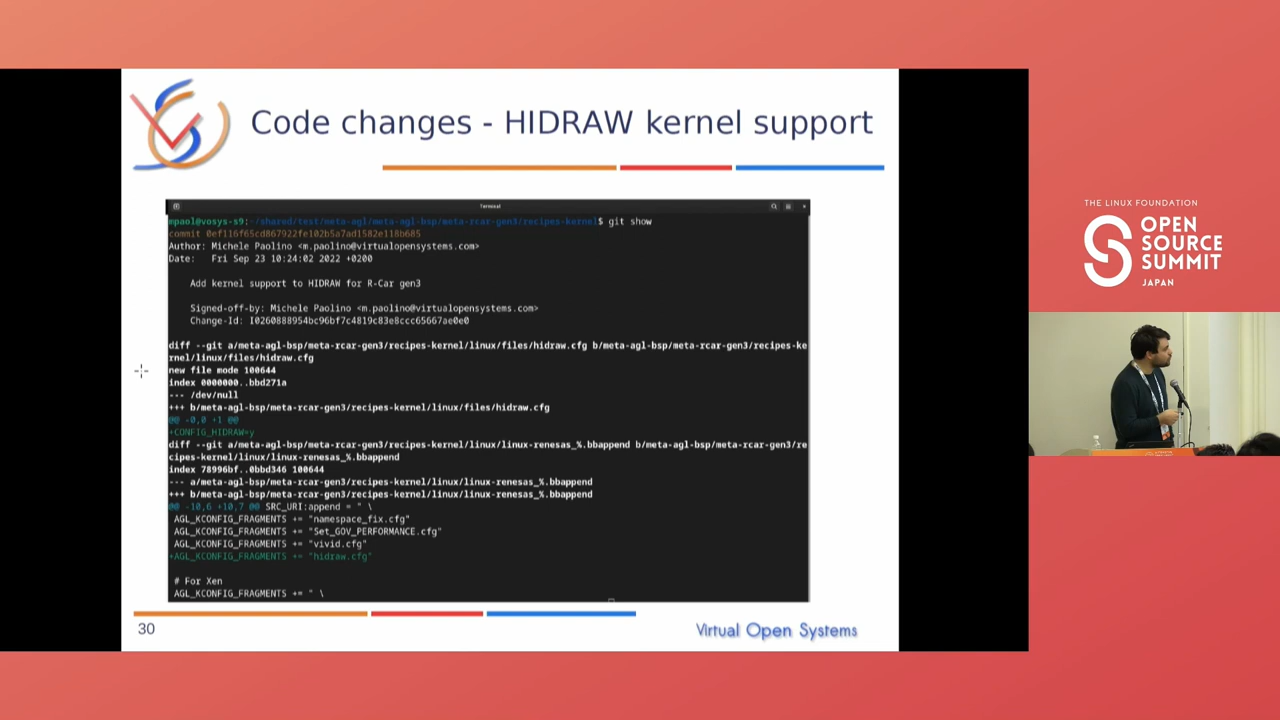 Code changes - HIDRAW kernel support
Terminal
mpaol@vosys-s9:~/shared/test/meta-agl/meta-agl-bsp/meta-rcar-gen3/recipes-kernel$ git show
commit 0ef116f65cd867922fe102b5a7ad1582e118b685
Author: Michele Paolino <m.paolino@virtualopensystems.com>
Date:   Fri Sep 23 10:24:02 2022 +0200
Add kernel support to HIDRAW for R-Car gen3
Signed-off-by: Michele Paolino <m.paolino@virtualopensystems.com>
Change-Id: I0260888954bc96bf7c4819c83e8ccc65667ae0e0
diff --git a/meta-agl-bsp/meta-rcar-gen3/recipes-kernel/linux/files/hidraw.cfg b/meta-agl-bsp/meta-rcar-gen3/recipes-ke
rnel/linux/files/hidraw.cfg
new file mode 100644
index 0000000..bbd271a
--- /dev/null
+++ b/meta-agl-bsp/meta-rcar-gen3/recipes-kernel/linux/files/hidraw.cfg
@@ -0,0 +1 @@
+CONFIG_HIDRAW=y
diff --git a/meta-agl-bsp/meta-rcar-gen3/recipes-kernel/linux/linux-renesas_%.bbappend b/meta-agl-bsp/meta-rcar-gen3/re
cipes-kernel/linux/linux-renesas_%.bbappend
index 78996bf..0bbd346 100644
--- a/meta-agl-bsp/meta-rcar-gen3/recipes-kernel/linux/linux-renesas_%.bbappend
+++ b/meta-agl-bsp/meta-rcar-gen3/recipes-kernel/linux/linux-renesas_%.bbappend
@@ -10,6 +10,7 @@ SRC_URI:append = " \
AGL_KCONFIG_FRAGMENTS += "namespace_fix.cfg"
AGL_KCONFIG_FRAGMENTS += "Set_GOV_PERFORMANCE.cfg"
AGL_KCONFIG_FRAGMENTS += "vivid.cfg"
+AGL_KCONFIG_FRAGMENTS += "hidraw.cfg"
# For Xen
AGL_KCONFIG_FRAGMENTS += " \
30
Virtual Open Systems
THE LINUX FOUNDATION
OPEN
SOURCE
SUMMIT
JAPAN